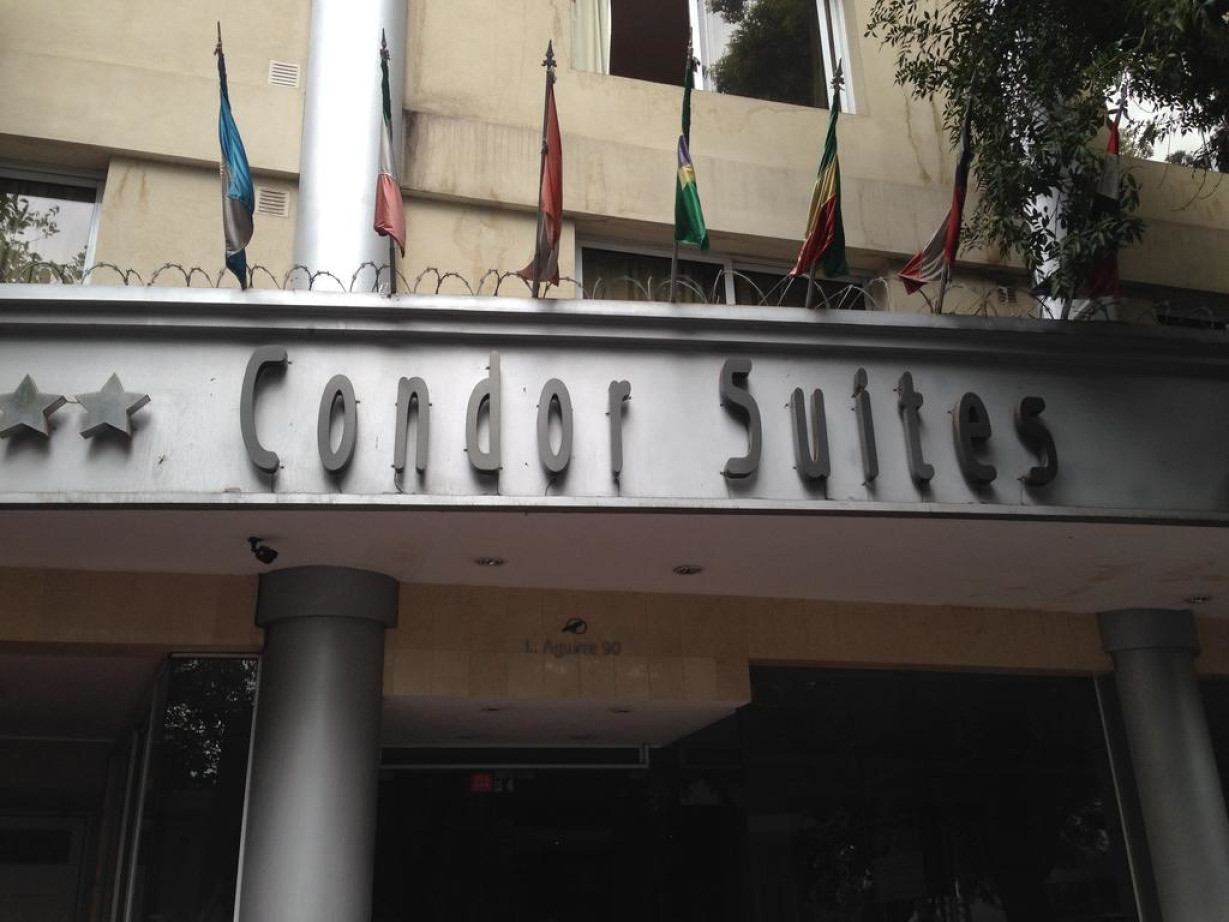 Condor Suites
L. Aguirre 90